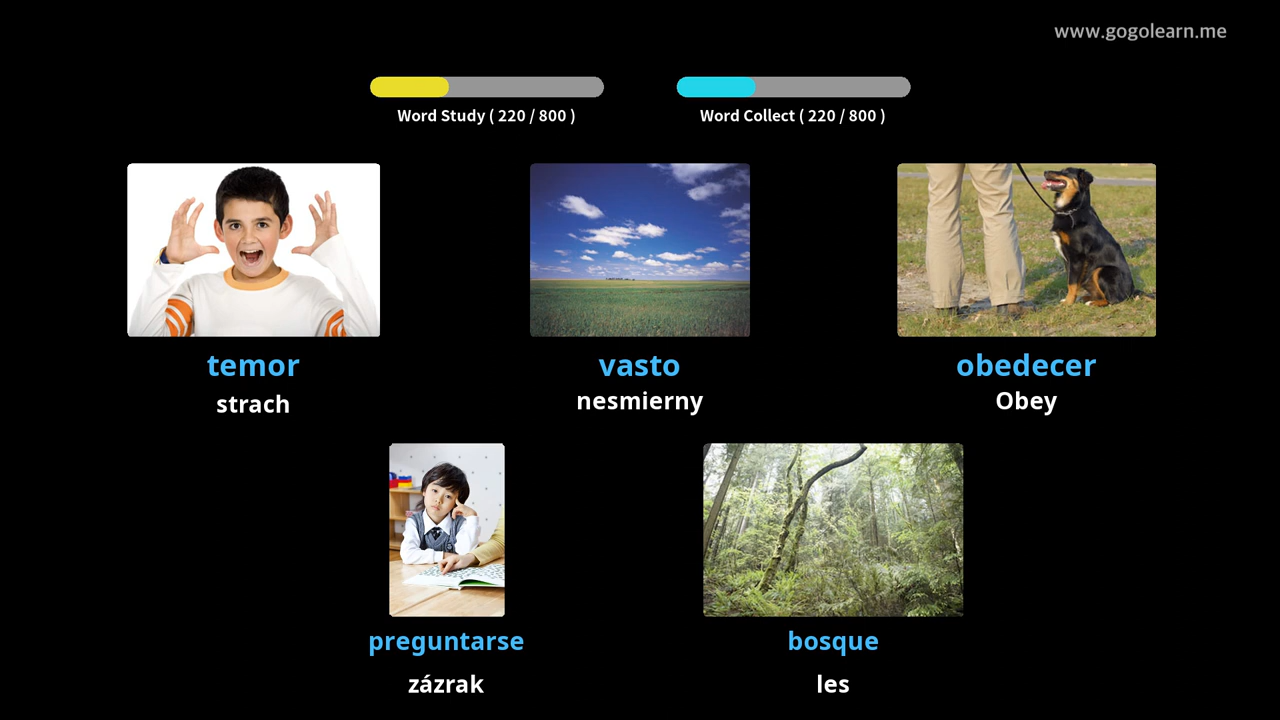 www.gogolearn.me
Word Study ( 220 / 800 )
Word Collect ( 220 / 800 )
temor
strach
vasto
nesmierny
obedecer
Obey
preguntarse
zázrak
bosque
les